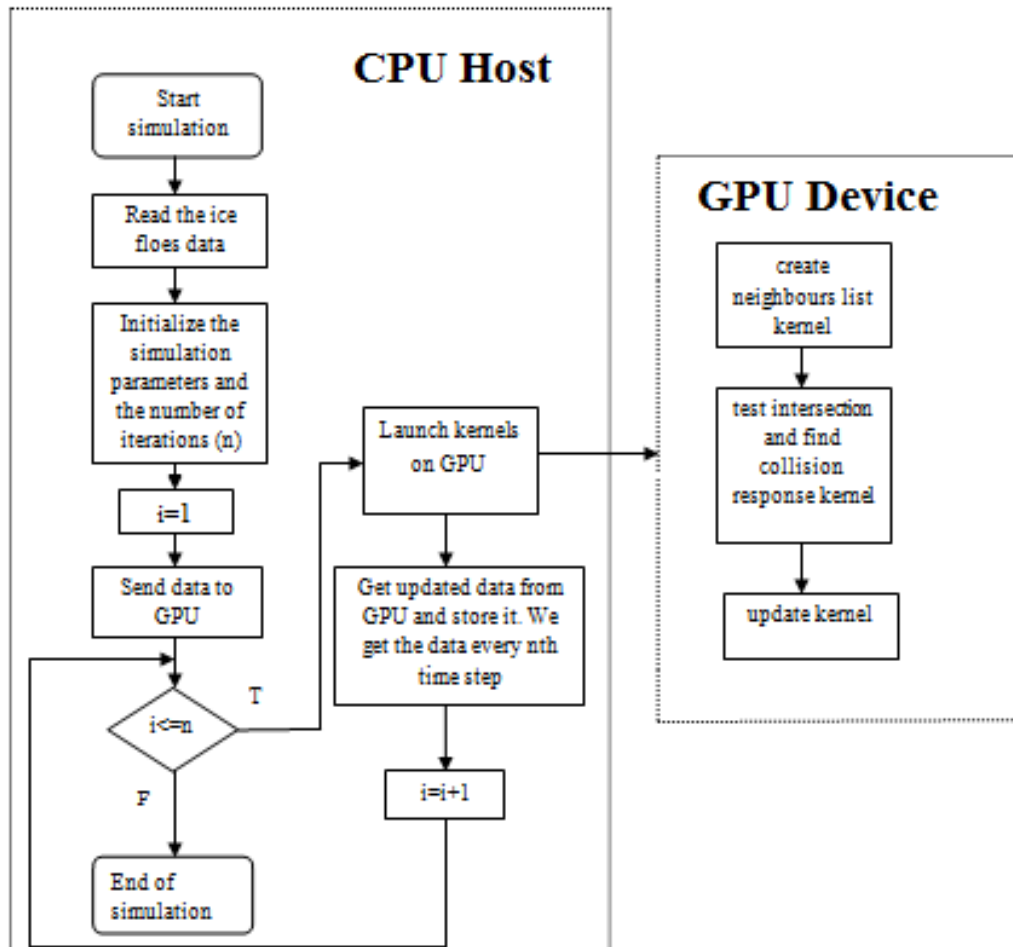 CPU Host
Start
simulation
Read the ice
floes data
Initialize the
simulation
parameters and
the number of
iterations (n)
i=1
Send data to
GPU
i<=n
T
F
End of
simulation
Launch kernels
on GPU
Get updated data from
GPU and store it. We
get the data every nth
time step
i=i+1
GPU Device
create
neighbours list
kernel
test intersection
and find
collision
response kernel
update kernel